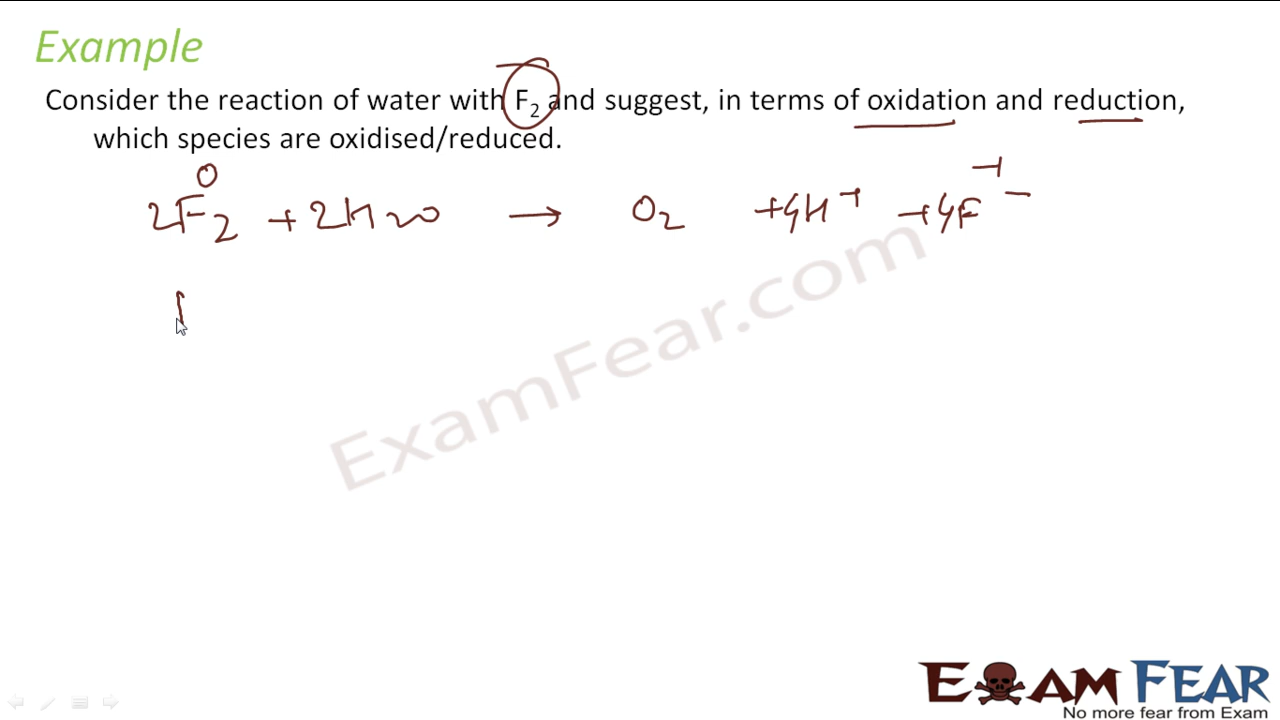 Example
Consider the reaction of water with F₂ and suggest, in terms of oxidation and reduction,
which species are oxidised/reduced.
0 -1
2F₂ + 2H₂O → O₂ + 4H⁺ + 4F⁻
ExamFear.com
EXAM FEAR
No more fear from Exam